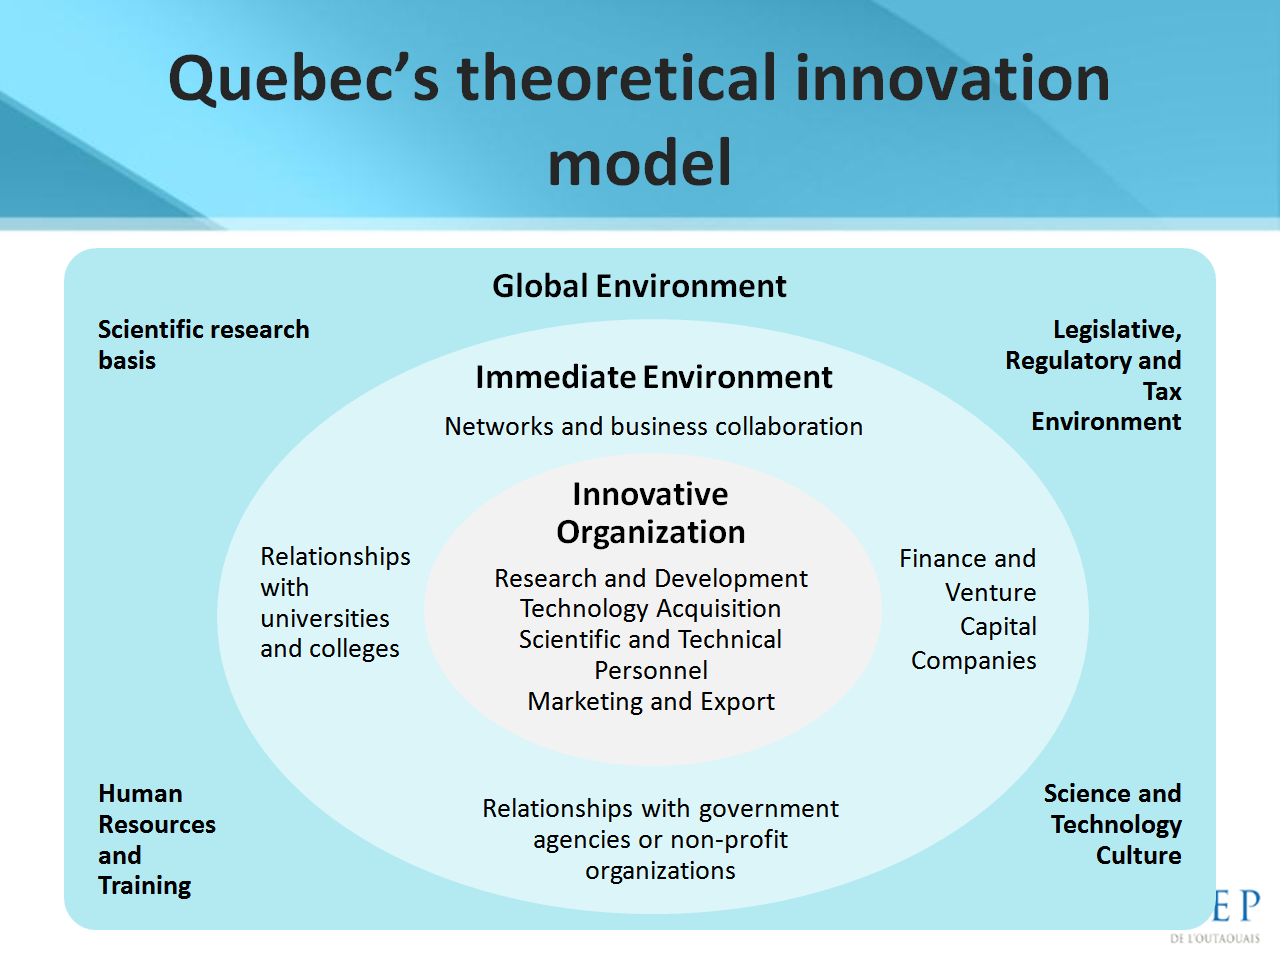 Quebec’s theoretical innovation
model
Global Environment
Scientific research
basis
Legislative,
Regulatory and
Tax
Environment
Immediate Environment
Networks and business collaboration
Innovative
Organization
Research and Development
Technology Acquisition
Scientific and Technical
Personnel
Marketing and Export
Relationships
with
universities
and colleges
Finance and
Venture
Capital
Companies
Relationships with government
agencies or non-profit
organizations
Human
Resources
and
Training
Science and
Technology
Culture
EP
DE L'OUTAOUAIS